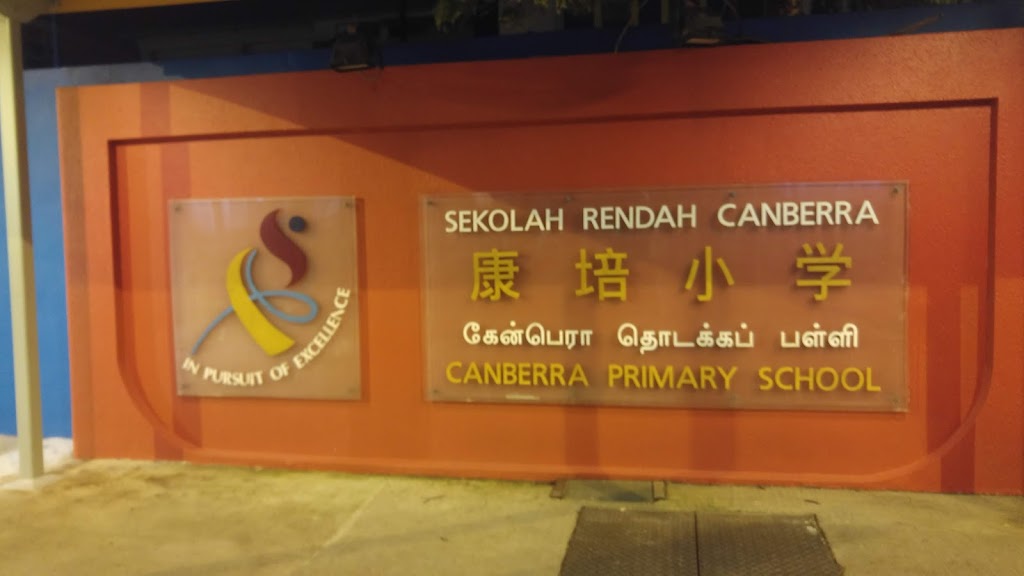 IN PURSUIT OF EXCELLENCE
SEKOLAH RENDAH CANBERRA
康培小学
கேன்பெரா தொடக்கப் பள்ளி
CANBERRA PRIMARY SCHOOL